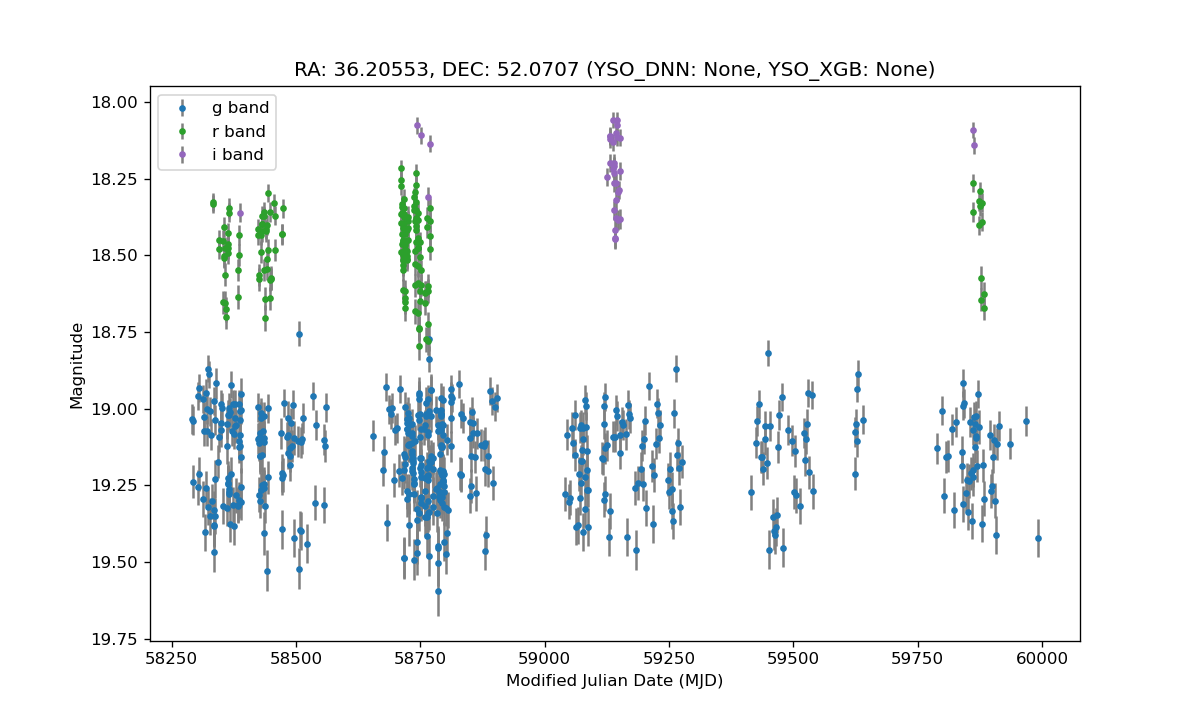 RA: 36.20553, DEC: 52.0707 (YSO_DNN: None, YSO_XGB: None)
g band
r band
i band
18.00
18.25
18.50
18.75
19.00
19.25
19.50
19.75
Magnitude
58250
58500
58750
59000
59250
59500
59750
60000
Modified Julian Date (MJD)